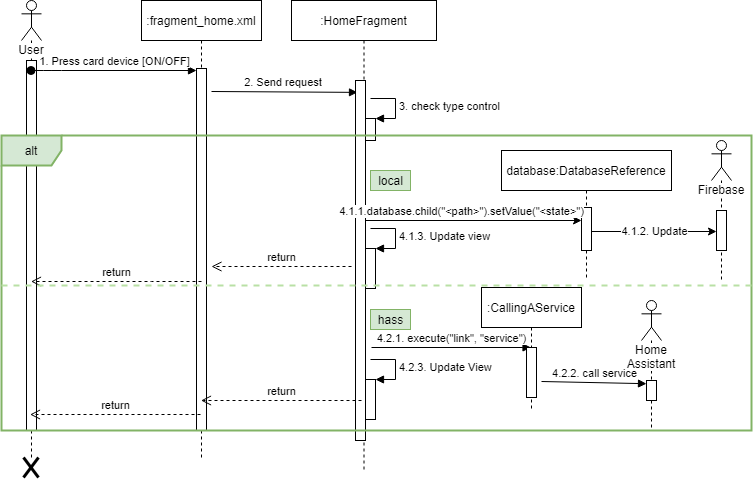 :fragment_home.xml
:HomeFragment
User
1. Press card device [ON/OFF]
2. Send request
3. check type control
alt
local
database:DatabaseReference
Firebase
4.1.1.database.child("<path>").setValue("<state>")
4.1.2. Update
4.1.3. Update view
return
return
hass
:CallingAService
4.2.1. execute("link", "service")
Home
Assistant
4.2.3. Update View
4.2.2. call service
return
return